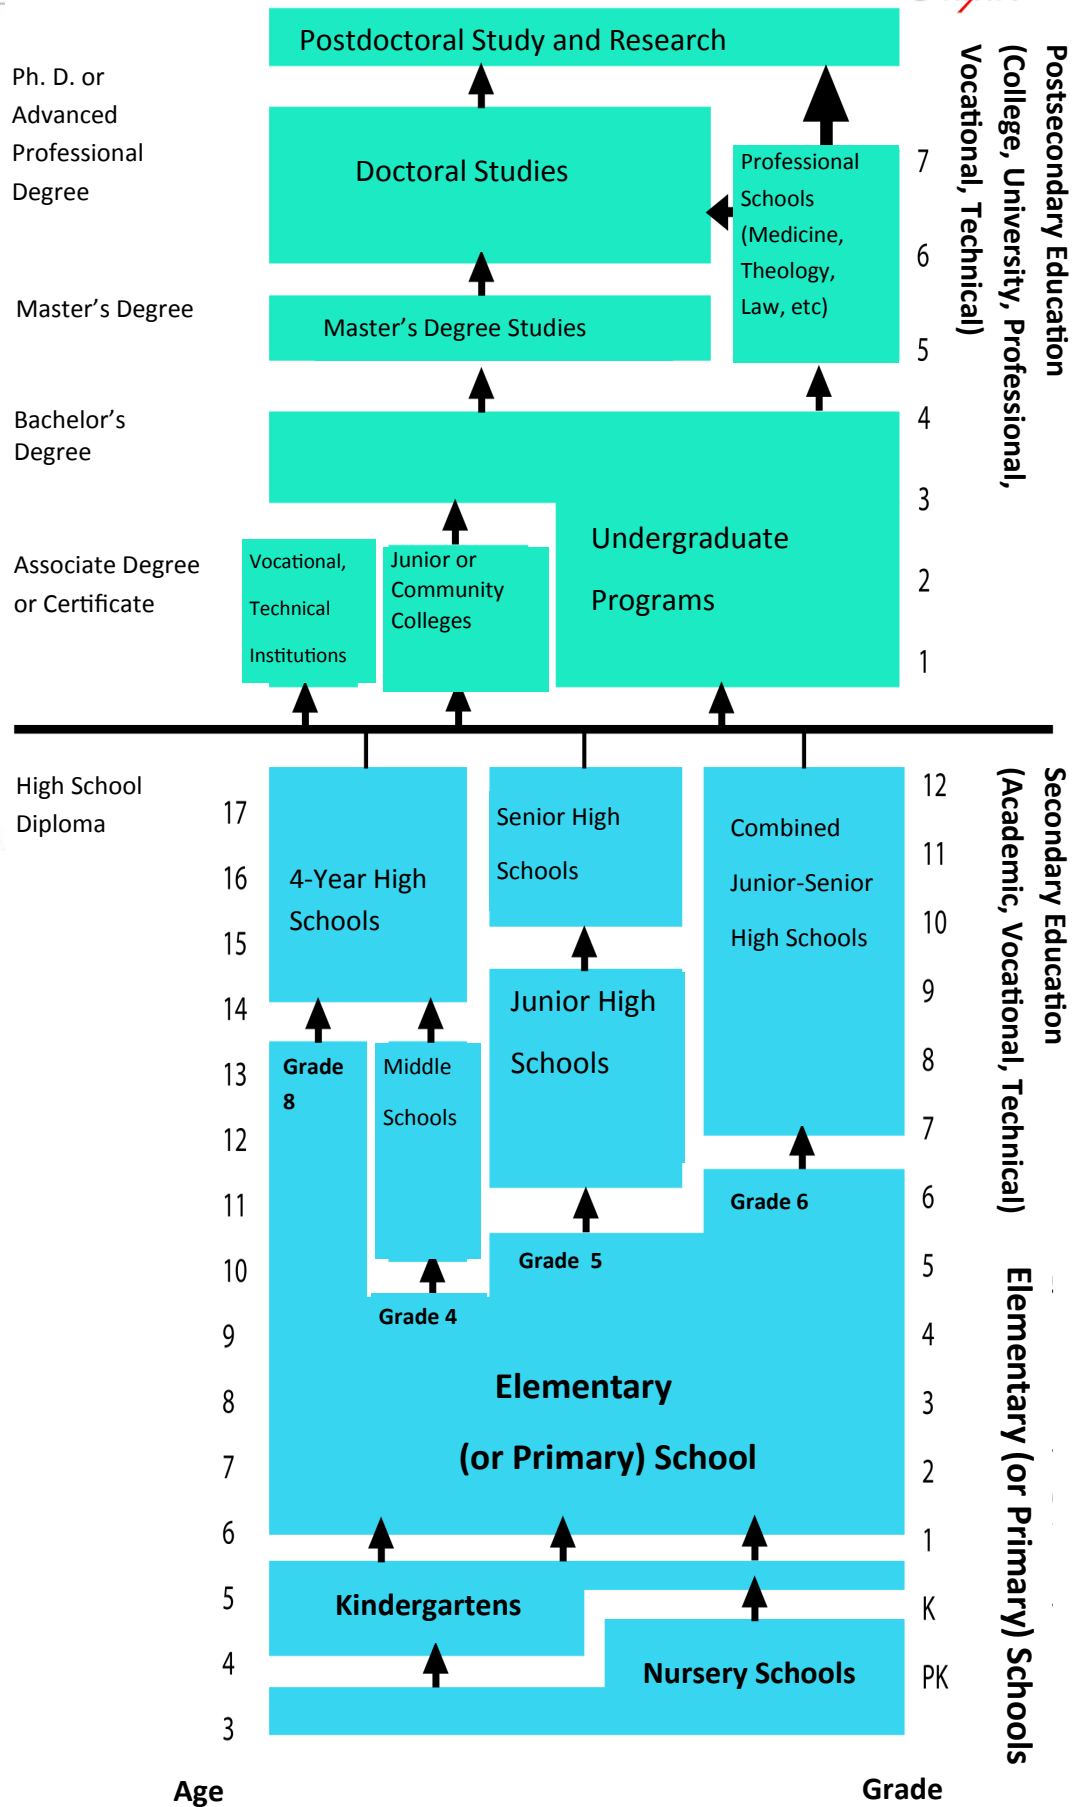 Postdoctoral Study and Research
Ph. D. or
Advanced
Professional
Degree
Doctoral Studies
Professional
Schools
(Medicine,
Theology,
Law, etc)
7
6
5
Master’s Degree
Master’s Degree Studies
Postsecondary Education
(College, University, Professional,
Vocational, Technical)
Bachelor’s
Degree
4
3
Undergraduate
Programs
2
1
Associate Degree
or Certificate
Vocational,
Technical
Institutions
Junior or
Community
Colleges
High School
Diploma
17
16
15
14
13
12
11
10
9
8
7
6
5
4
3
4-Year High
Schools
Senior High
Schools
Combined
Junior-Senior
High Schools
Junior High
Schools
Grade
8
Middle
Schools
Grade 6
Grade 5
Grade 4
Elementary
(or Primary) School
Kindergartens
Nursery Schools
12
11
10
9
8
7
6
5
4
3
2
1
K
PK
Secondary Education
(Academic, Vocational, Technical)
Elementary (or Primary) Schools
Age
Grade